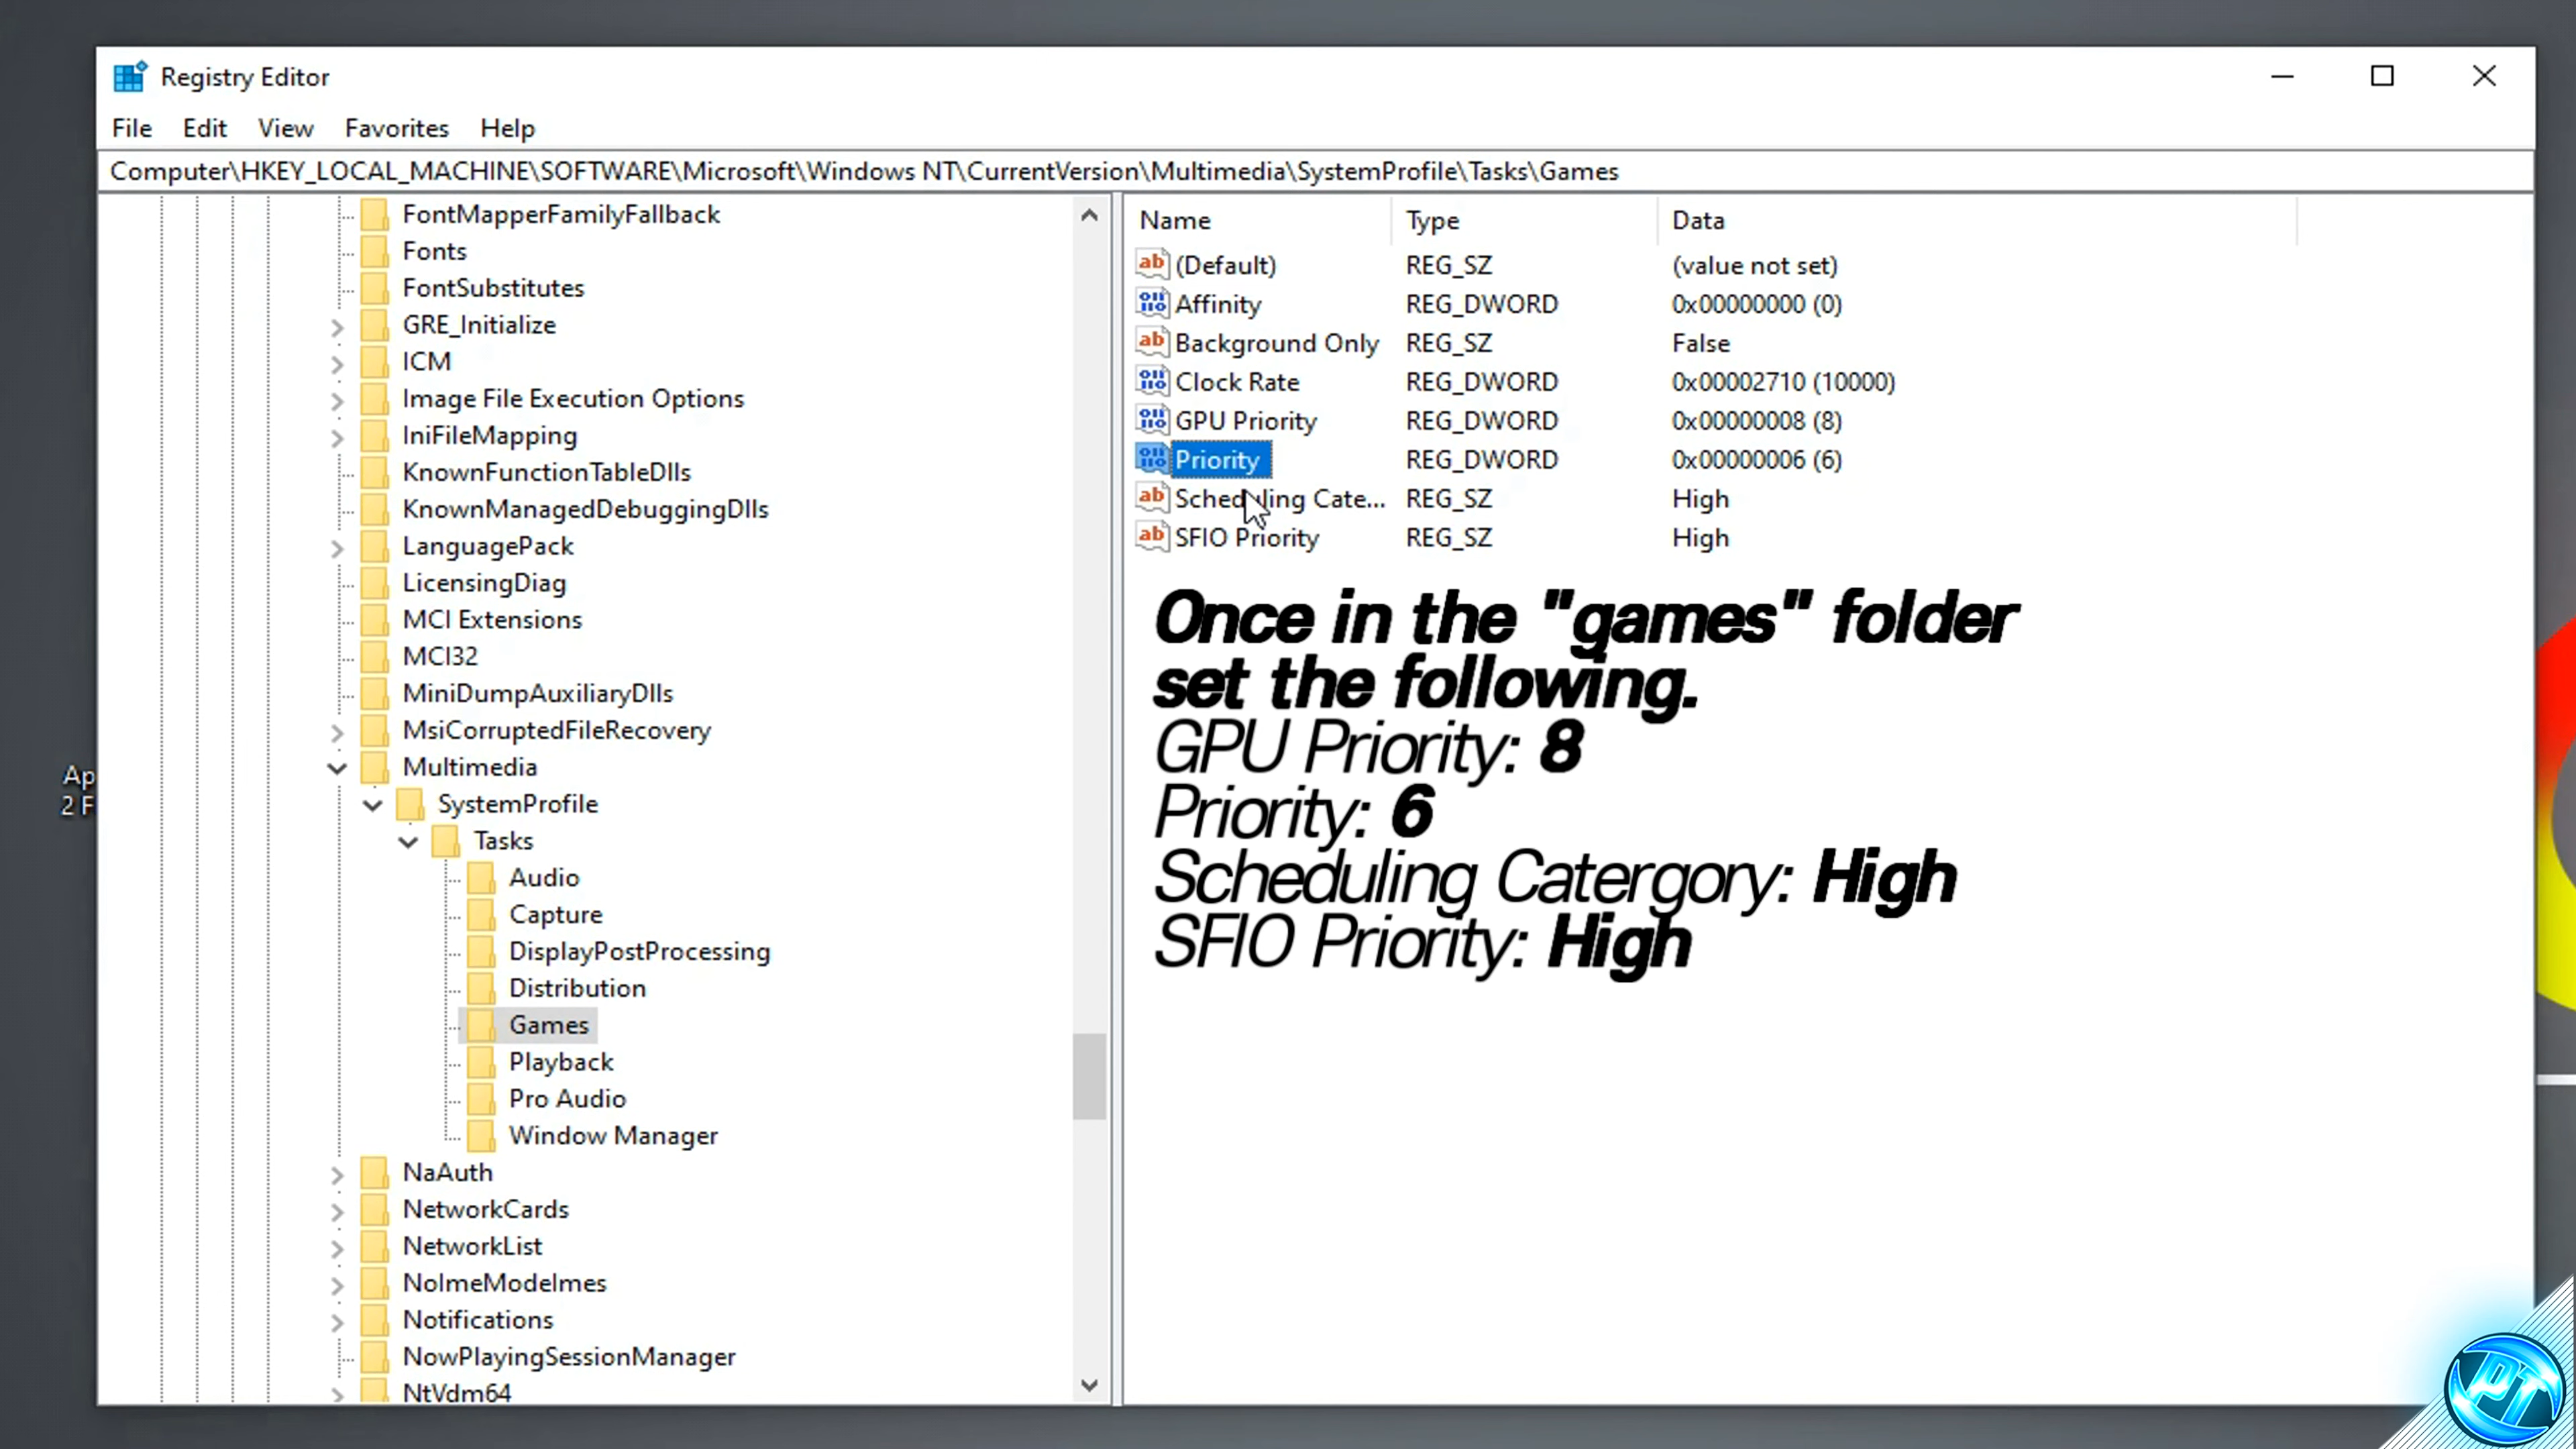 Registry Editor
File Edit View Favorites Help
Computer\HKEY_LOCAL_MACHINE\SOFTWARE\Microsoft\Windows NT\CurrentVersion\Multimedia\SystemProfile\Tasks\Games
FontMapperFamilyFallback
Fonts
FontSubstitutes
GRE_Initialize
ICM
Image File Execution Options
IniFileMapping
KnownFunctionTableDlls
KnownManagedDebuggingDlls
LanguagePack
LicensingDiag
MCI Extensions
MCI32
MiniDumpAuxiliaryDlls
MsiCorruptedFileRecovery
Multimedia
SystemProfile
Tasks
Audio
Capture
DisplayPostProcessing
Distribution
Games
Playback
Pro Audio
Window Manager
NaAuth
NetworkCards
NetworkList
NoImeModeImes
Notifications
NowPlayingSessionManager
NtVdm64
Name Type Data
(Default) REG_SZ (value not set)
Affinity REG_DWORD 0x00000000 (0)
Background Only REG_SZ False
Clock Rate REG_DWORD 0x00002710 (10000)
GPU Priority REG_DWORD 0x00000008 (8)
Priority REG_DWORD 0x00000006 (6)
Scheduling Cate... REG_SZ High
SFIO Priority REG_SZ High
Once in the "games" folder
set the following.
GPU Priority: 8
Priority: 6
Scheduling Catergory: High
SFIO Priority: High
Ap
2 F
PT